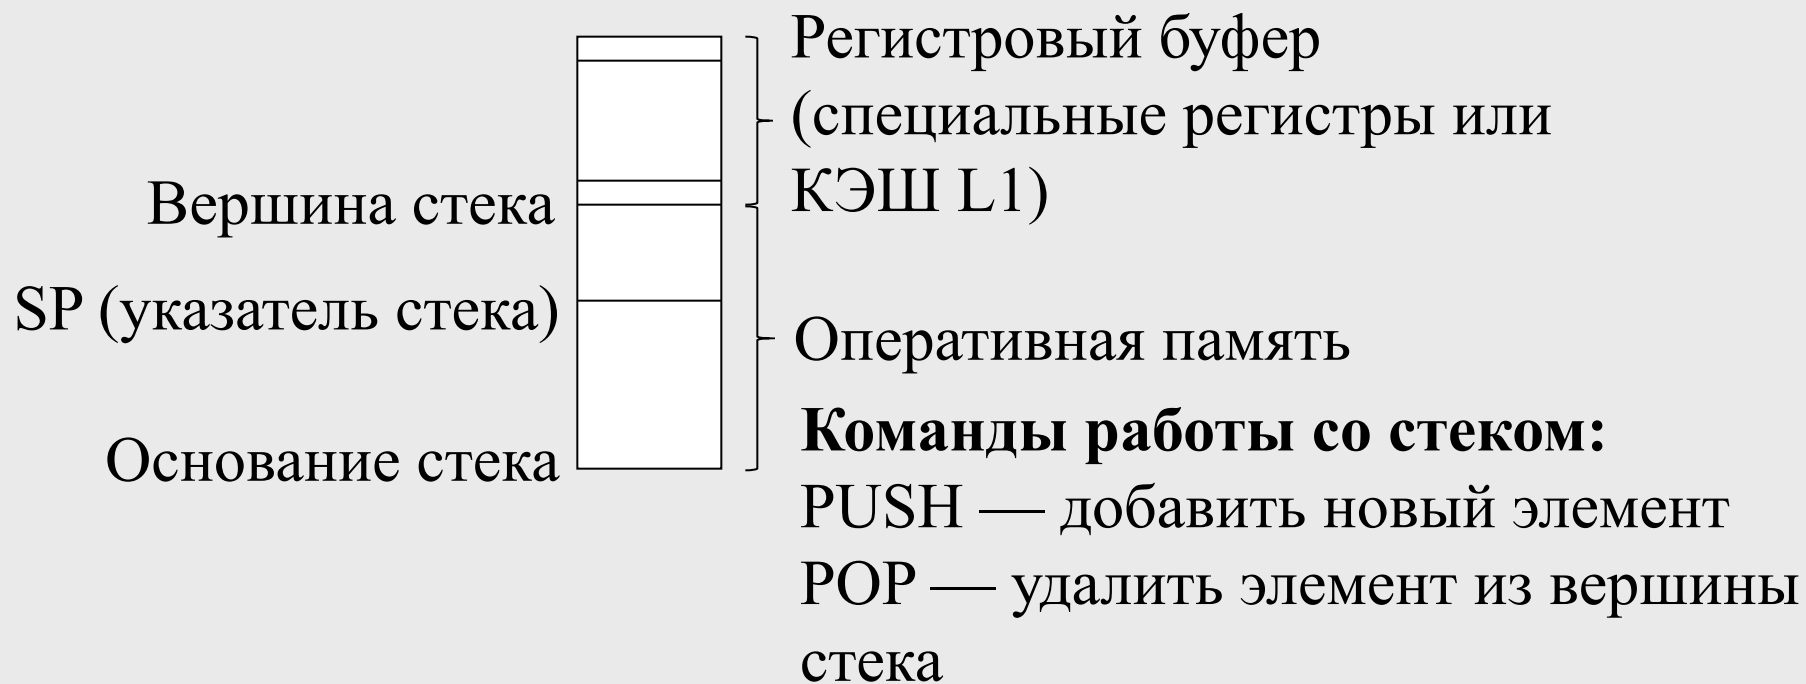 Регистровый буфер
(специальные регистры или
КЭШ L1)
Вершина стека
SP (указатель стека)
Оперативная память
Основание стека
Команды работы со стеком:
PUSH — добавить новый элемент
POP — удалить элемент из вершины
стека